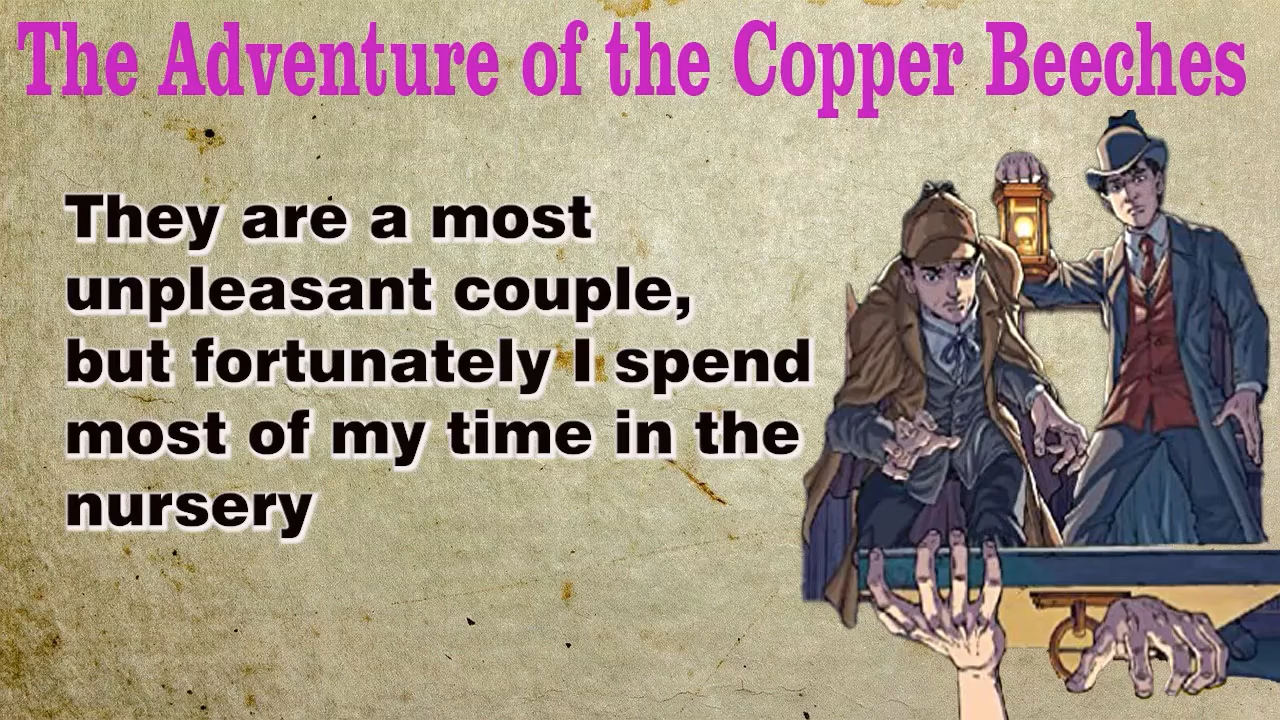 The Adventure of the Copper Beeches
They are a most
unpleasant couple,
but fortunately I spend
most of my time in the
nursery